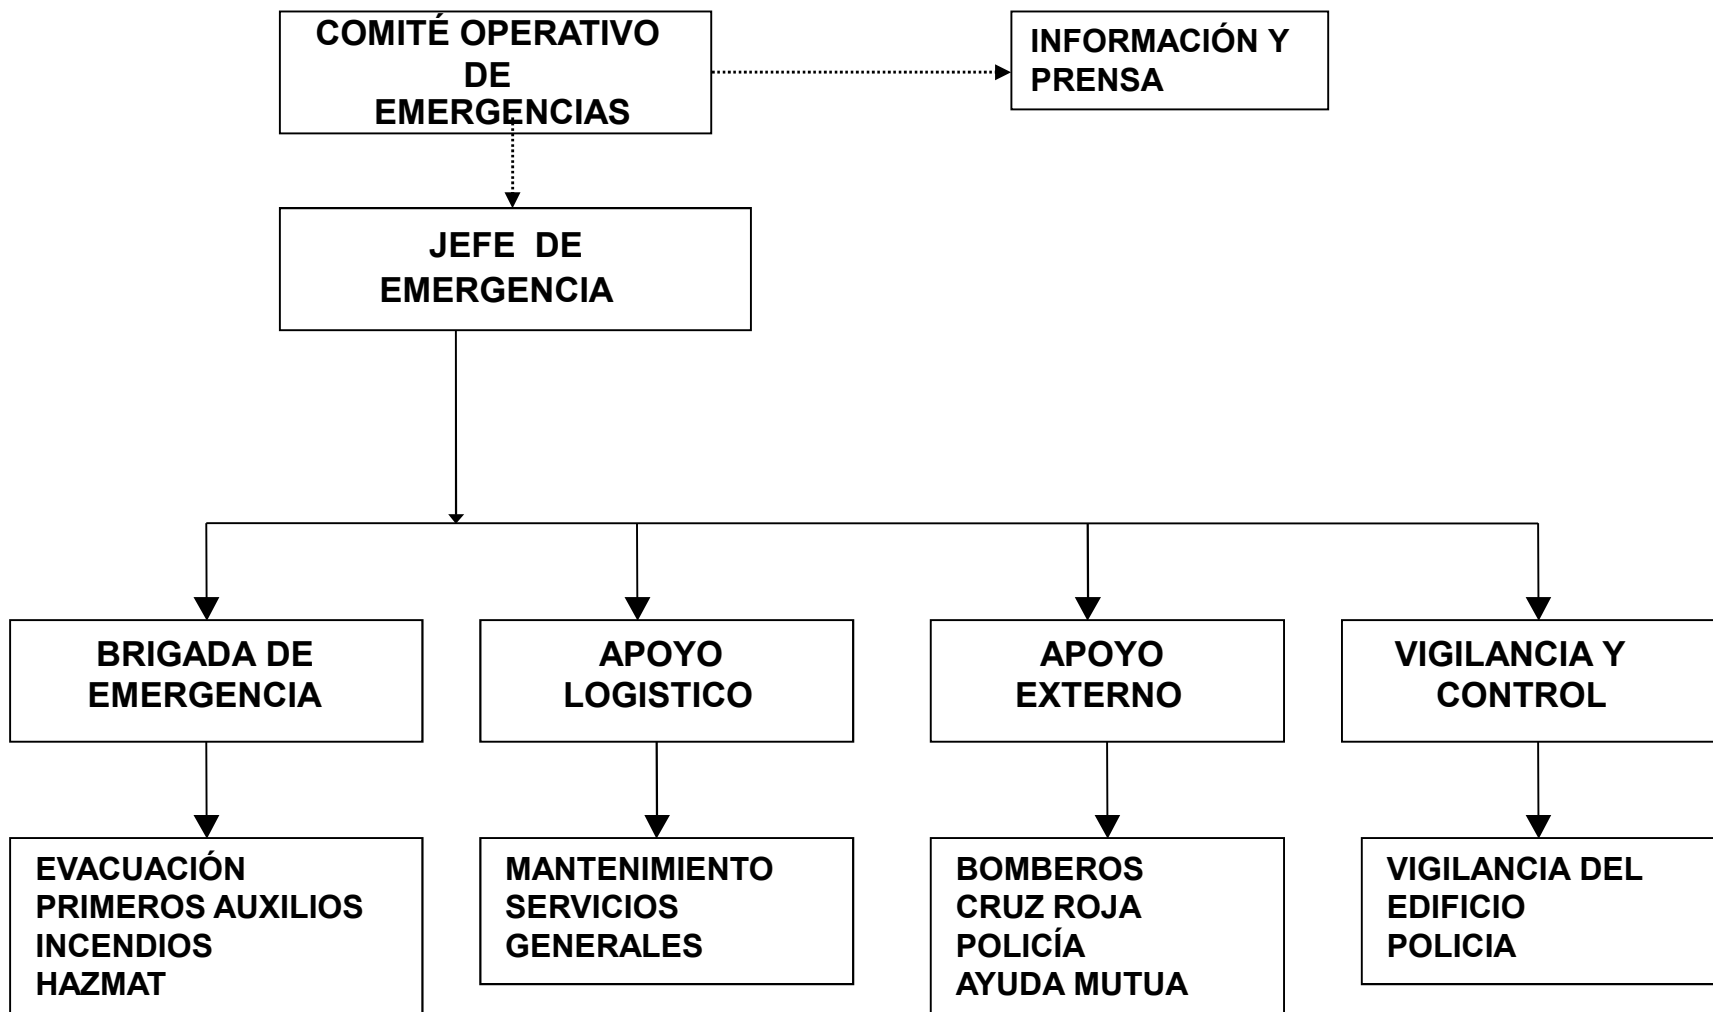 COMITÉ OPERATIVO
DE
EMERGENCIAS
INFORMACIÓN Y
PRENSA
JEFE DE
EMERGENCIA
BRIGADA DE
EMERGENCIA
APOYO
LOGISTICO
APOYO
EXTERNO
VIGILANCIA Y
CONTROL
EVACUACIÓN
PRIMEROS AUXILIOS
INCENDIOS
HAZMAT
MANTENIMIENTO
SERVICIOS
GENERALES
BOMBEROS
CRUZ ROJA
POLICÍA
AYUDA MUTUA
VIGILANCIA DEL
EDIFICIO
POLICIA